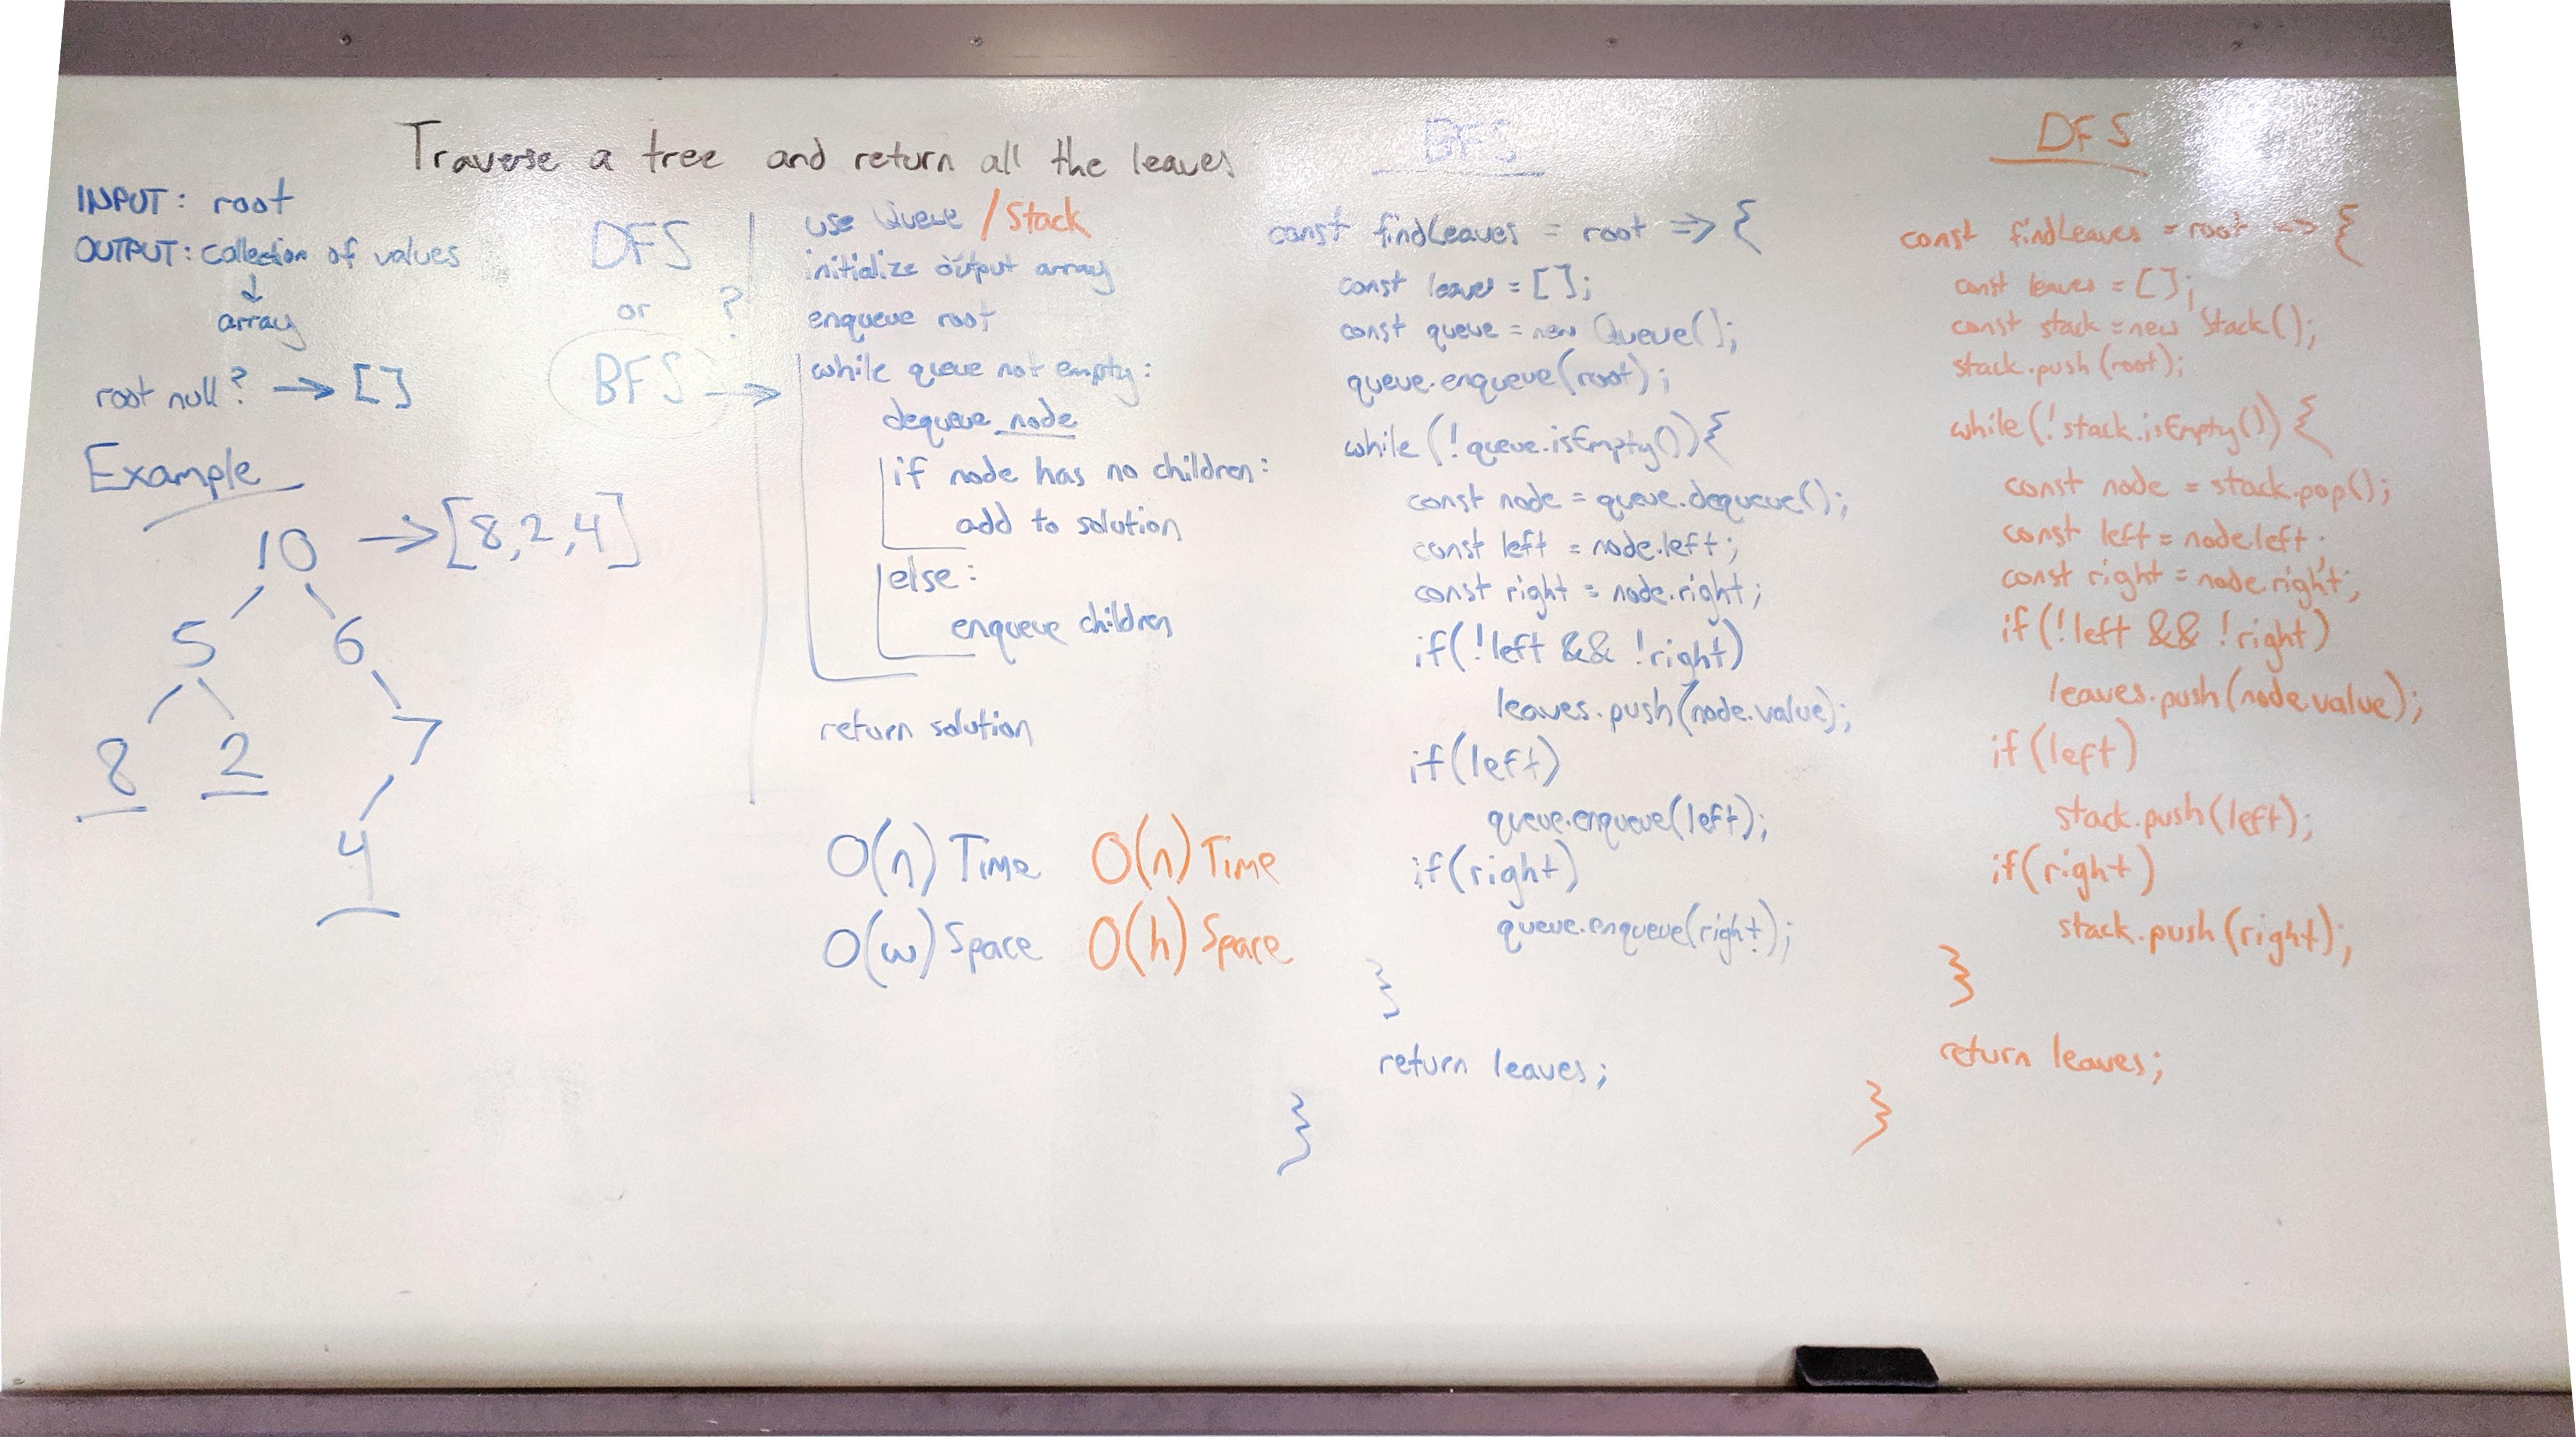 Traverse a tree and return all the leaves
INPUT: root
OUTPUT: collection of values
↓
array
root null? → []
Example
10 → [8,2,4]
5 6
8 2 7
4
DFS
or ?
BFS →
use Queue / Stack
initialize output array
enqueue root
while queue not empty:
dequeue node
if node has no children:
add to solution
else:
enqueue children
return solution
O(n) Time O(n) Time
O(w) Space O(h) Space
BFS
const findLeaves = root => {
const leaves = [];
const queue = new Queue();
queue.enqueue(root);
while (!queue.isEmpty()) {
const node = queue.dequeue();
const left = node.left;
const right = node.right;
if(!left && !right)
leaves.push(node.value);
if(left)
queue.enqueue(left);
if(right)
queue.enqueue(right);
}
return leaves;
}
DFS
const findLeaves = root => {
const leaves = [];
const stack = new Stack();
stack.push(root);
while(!stack.isEmpty()) {
const node = stack.pop();
const left = node.left;
const right = node.right;
if(!left && !right)
leaves.push(node.value);
if(left)
stack.push(left);
if(right)
stack.push(right);
}
return leaves;
}